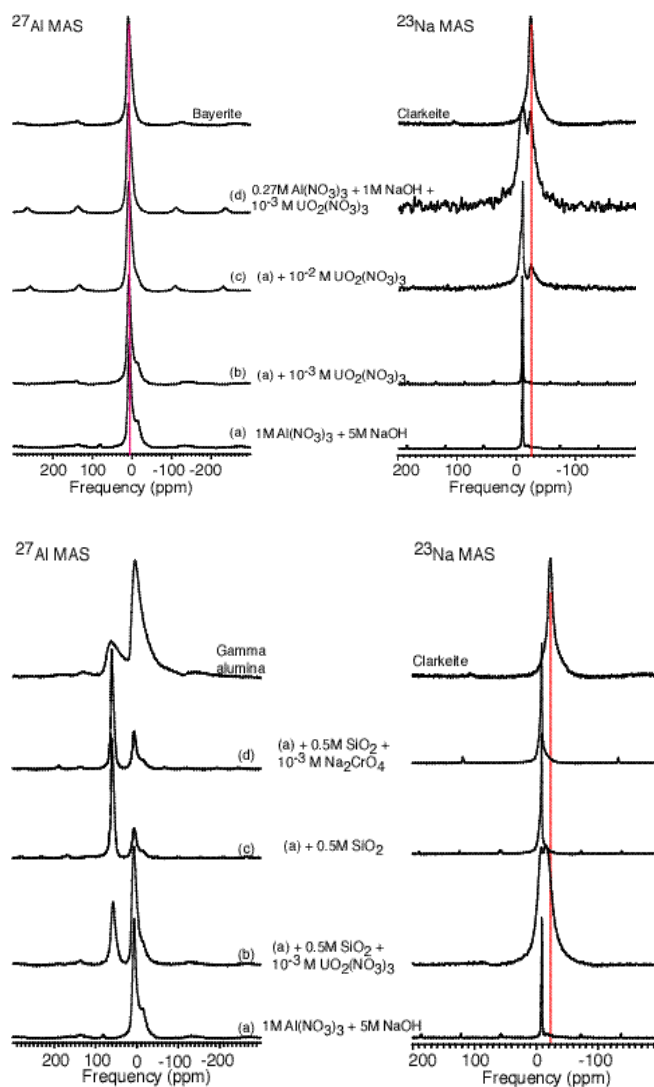 27Al MAS
23Na MAS
Bayerite
Clarkeite
(d) 0.27M Al(NO3)3 + 1M NaOH +
10-3 M UO2(NO3)3
(c) (a) + 10-2 M UO2(NO3)3
(b) (a) + 10-3 M UO2(NO3)3
(a) 1M Al(NO3)3 + 5M NaOH
200 100 0 -100 -200
Frequency (ppm)
200 100 0 -100
Frequency (ppm)
27Al MAS
23Na MAS
Gamma
alumina
Clarkeite
(d) (a) + 0.5M SiO2 +
10-3 M Na2CrO4
(c) (a) + 0.5M SiO2
(b) (a) + 0.5M SiO2 +
10-3 M UO2(NO3)3
(a) 1M Al(NO3)3 + 5M NaOH
200 100 0 -100 -200
Frequency (ppm)
200 100 0 -100
Frequency (ppm)